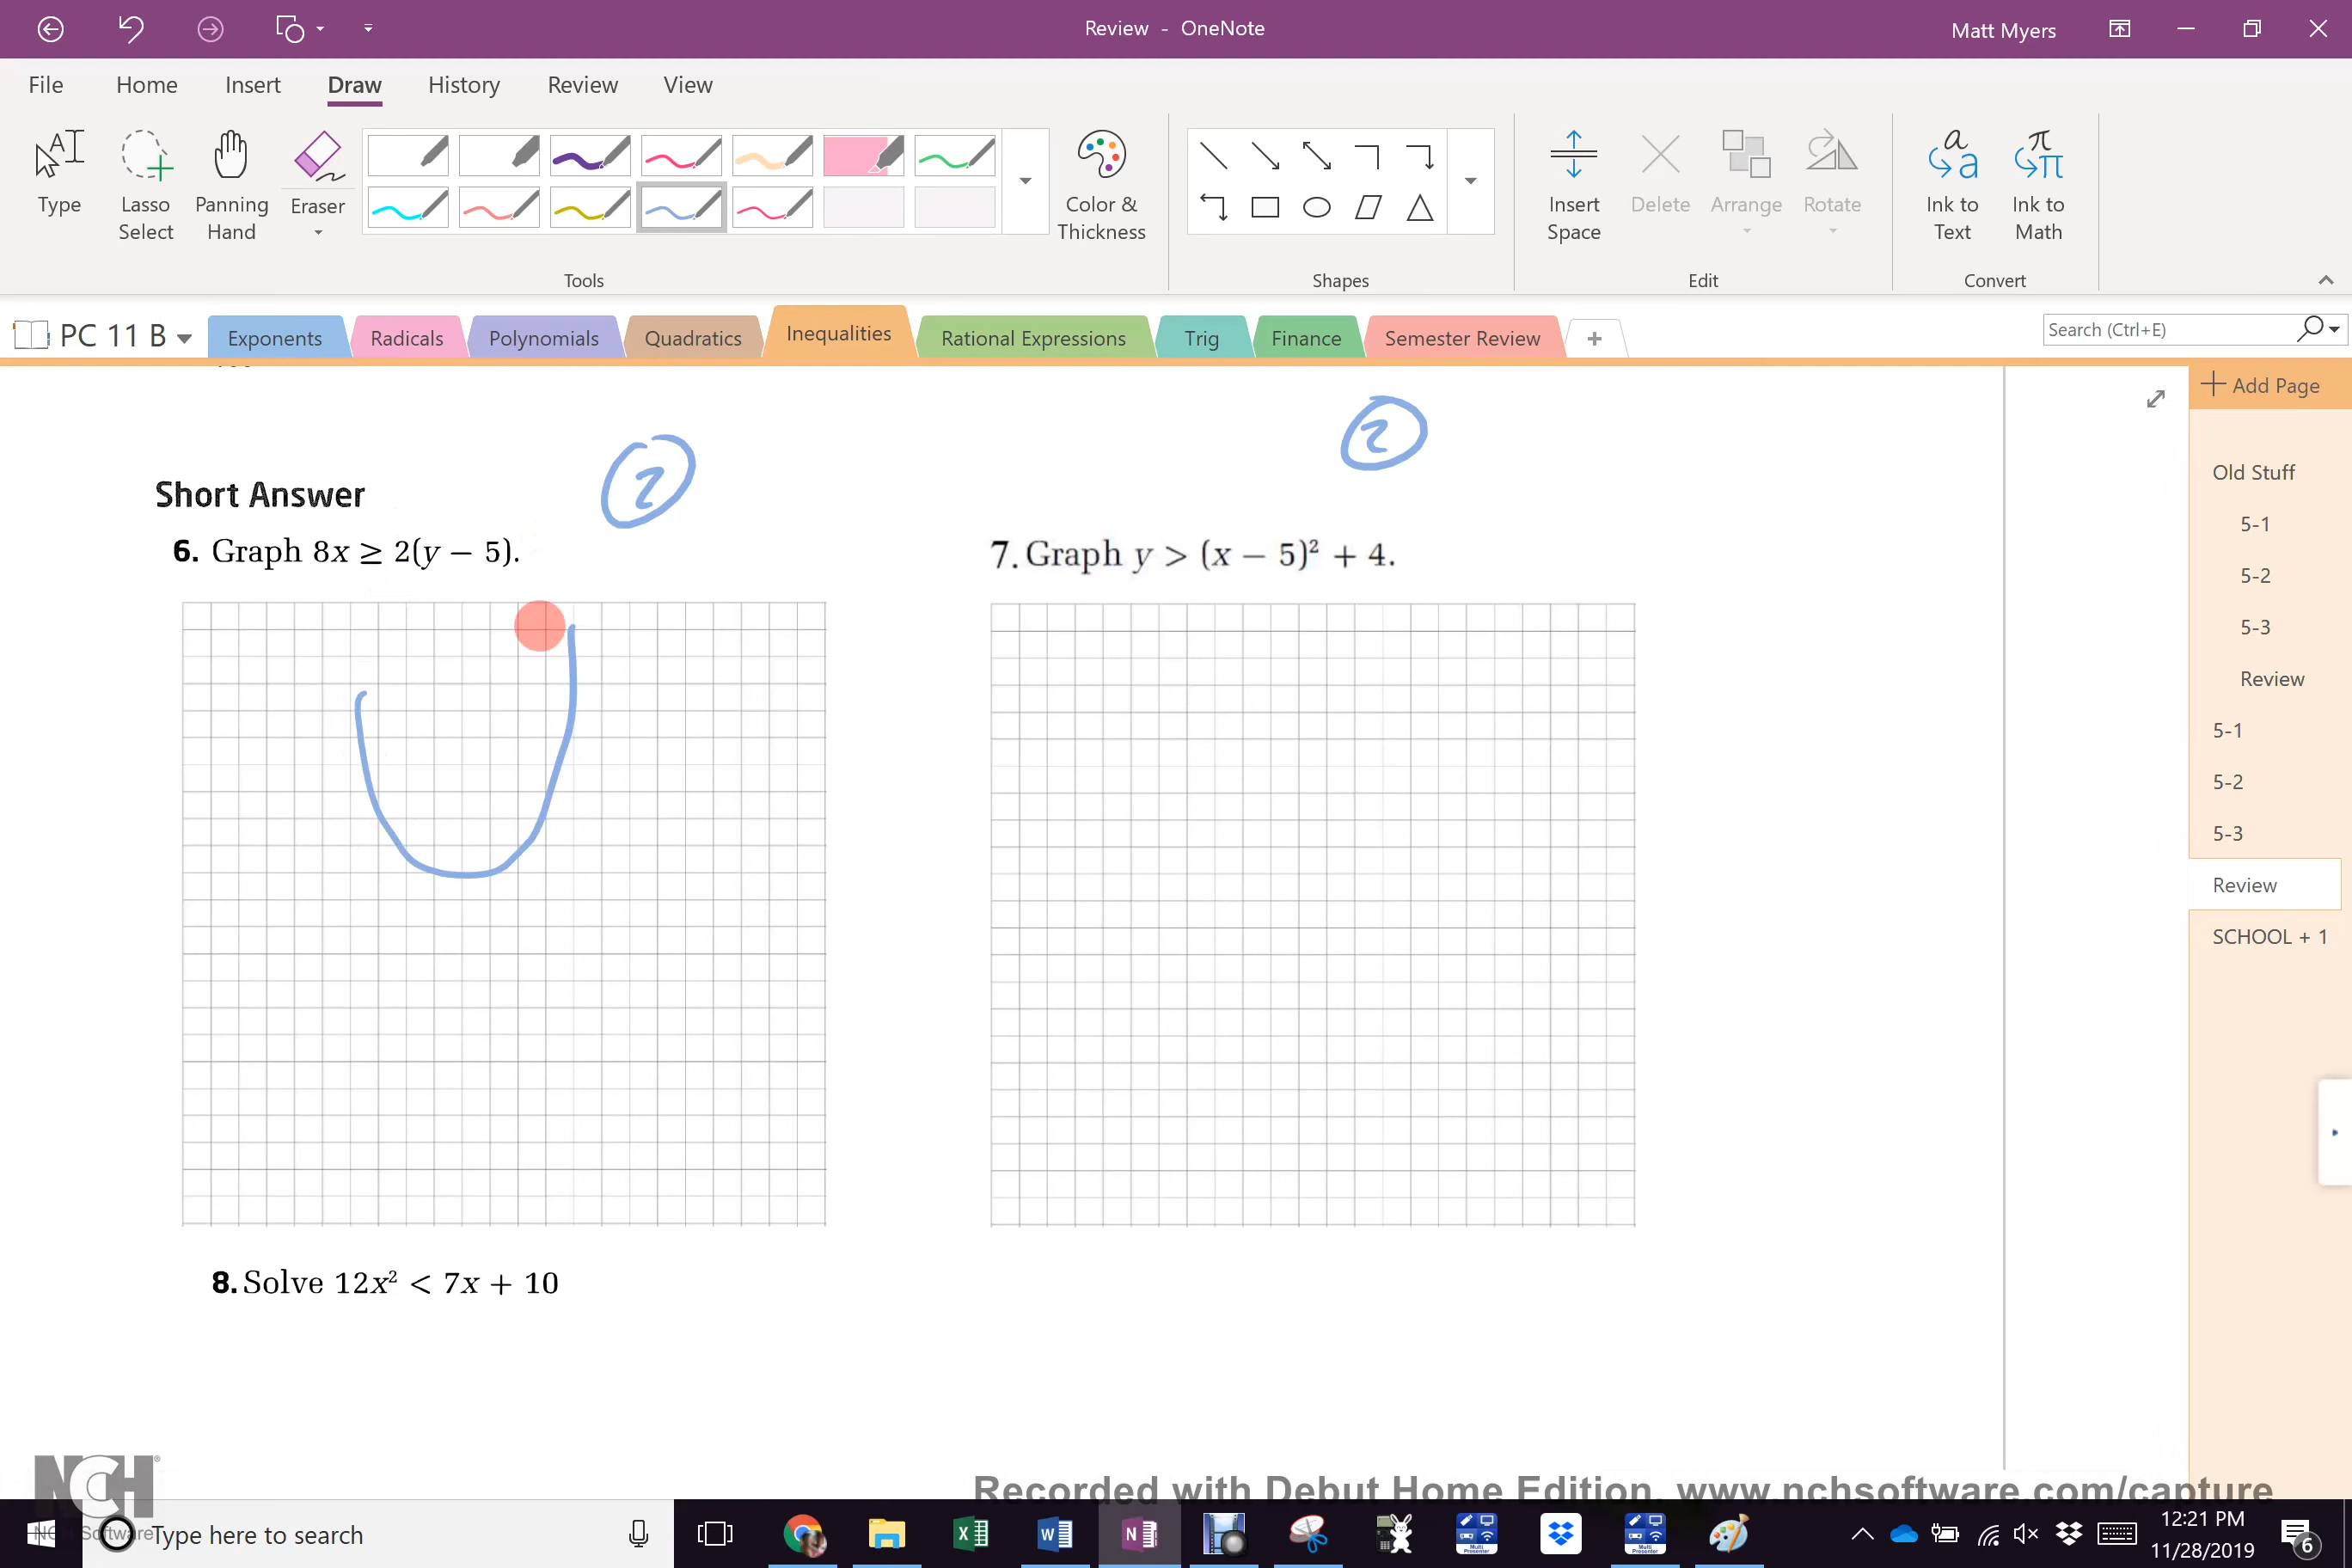 Review - OneNote
Matt Myers
File Home Insert Draw History Review View
Type
Lasso Select
Panning Hand
Eraser
Color & Thickness
Insert Space
Delete
Arrange
Rotate
Ink to Text
Ink to Math
Tools
Shapes
Edit
Convert
PC 11 B
Exponents Radicals Polynomials Quadratics Inequalities Rational Expressions Trig Finance Semester Review +
Search (Ctrl+E)
Add Page
Old Stuff
5-1
5-2
5-3
Review
5-1
5-2
5-3
Review
SCHOOL + 1
2
2
Short Answer
6. Graph 8x ≥ 2(y − 5).
7. Graph y > (x − 5)² + 4.
8. Solve 12x² < 7x + 10
NCH®
NCH Software
Recorded with Debut Home Edition. www.nchsoftware.com/capture
Type here to search
12:21 PM
11/28/2019
6